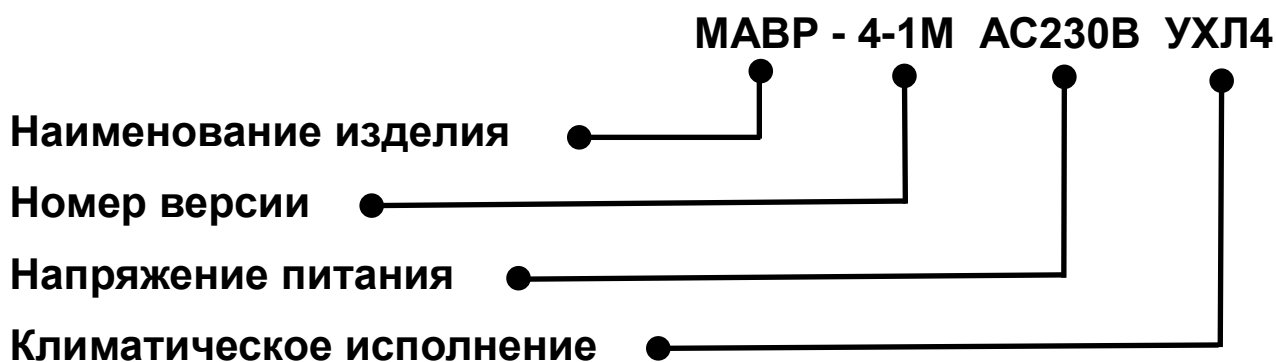 МАВР - 4-1М АС230В УХЛ4
Наименование изделия
Номер версии
Напряжение питания
Климатическое исполнение